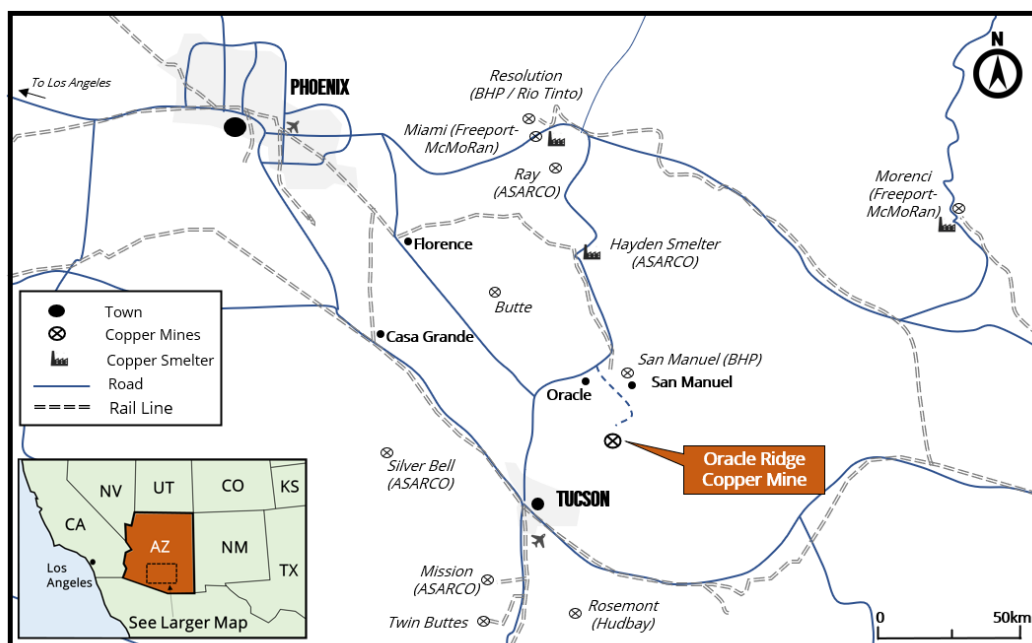 To Los Angeles
PHOENIX
Resolution
(BHP / Rio Tinto)
N
Miami (Freeport-
McMoRan)
Ray
(ASARCO)
Morenci
(Freeport-
McMoRan)
Florence
Hayden Smelter
(ASARCO)
Butte
Town
Copper Mines
Copper Smelter
Road
Rail Line
Casa Grande
San Manuel (BHP)
Oracle
San Manuel
Oracle Ridge
Copper Mine
Silver Bell
(ASARCO)
TUCSON
NV
UT
CO
KS
CA
AZ
NM
TX
Los
Angeles
See Larger Map
Mission
(ASARCO)
Twin Buttes
Rosemont
(Hudbay)
0
50km